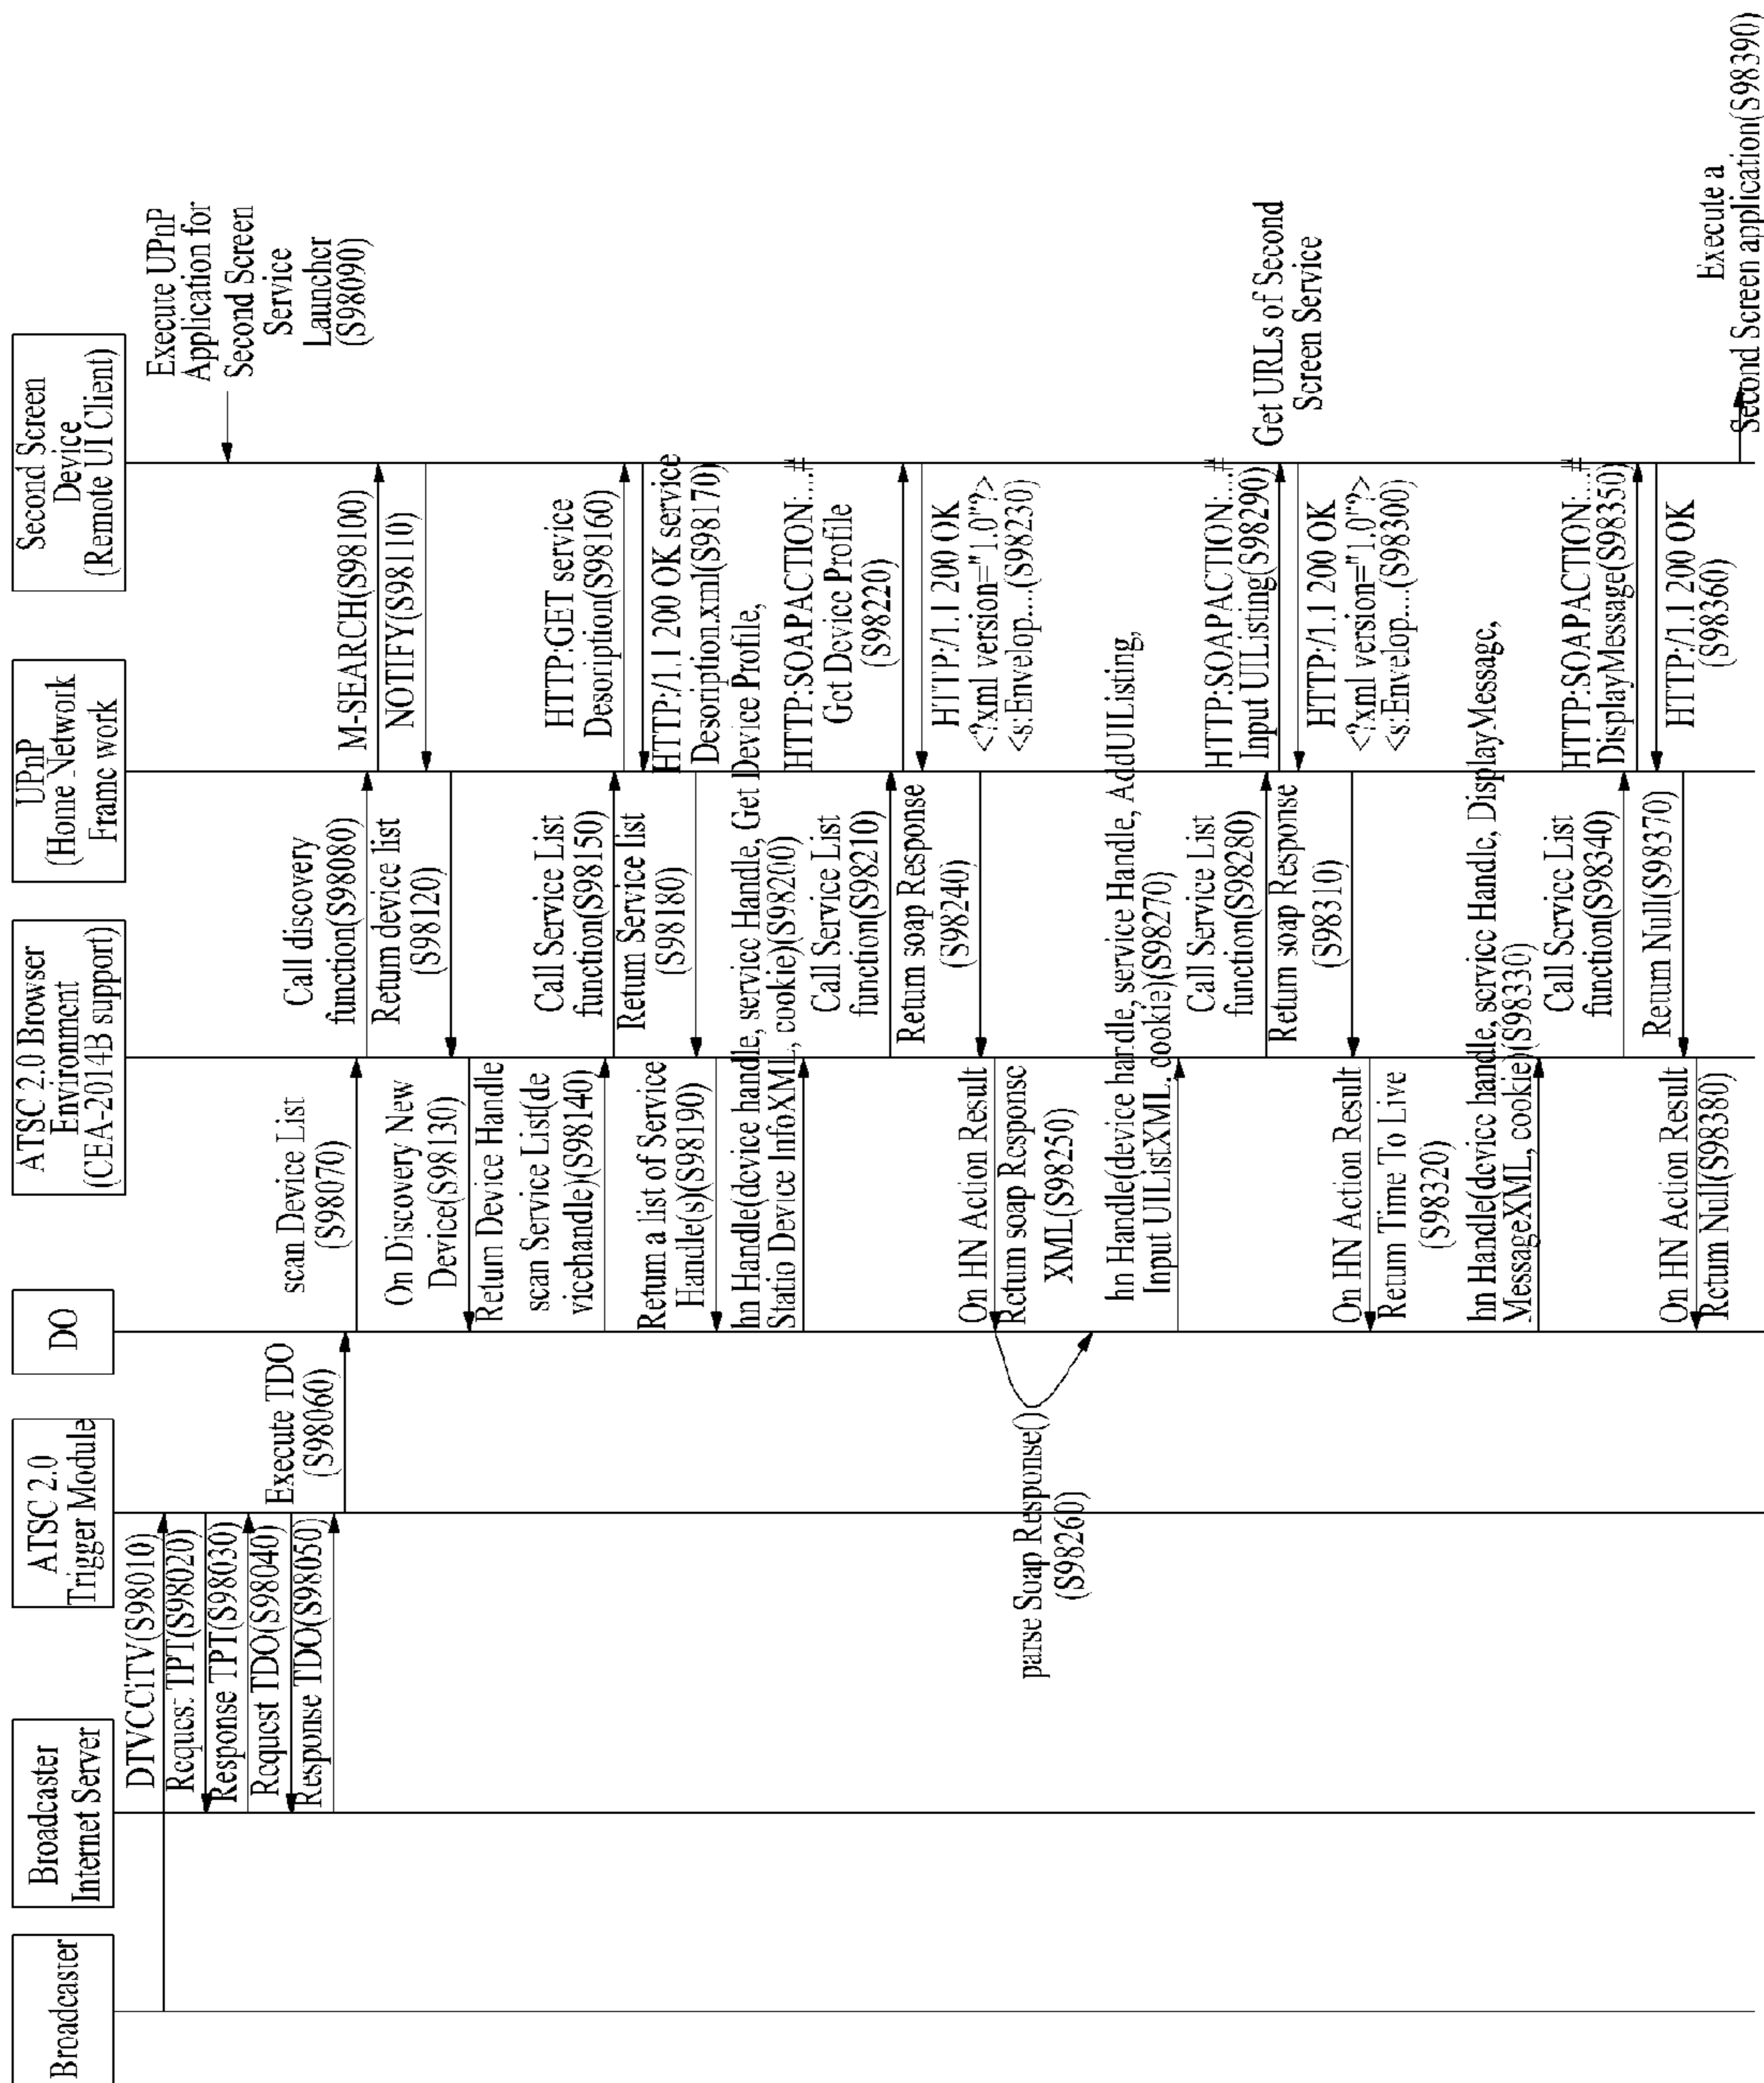 Broadcaster
Broadcaster
Internet Server
ATSC 2.0
Trigger Module
DO
ATSC 2.0 Browser
Environment
(CEA-2014B support)
UPnP
(Home Network
Frame work
Second Screen
Device
(Remote UI Client)
DTVCCiTV(S98010)
Request TPT(S98020)
Response TPT(S98030)
Request TDO(S98040)
Response TDO(S98050)
Execute TDO
(S98060)
scan Device List
(S98070)
Call discovery
function(S98080)
Execute UPnP
Application for
Second Screen
Service
Launcher
(S98090)
M-SEARCH(S98100)
NOTIFY(S98110)
Return device list
(S98120)
On Discovery New
Device(S98130)
Return Device Handle
scan Service List(de
vicehandle)(S98140)
Call Service List
function(S98150)
HTTP:GET service
Desoription(S98160)
HTTP:/1.1 200 OK service
Desoription.xml(S98170)
Return Service list
(S98180)
Return a list of Service
Handle(s)(S98190)
hn Handle(device handle, service Handle, Get Device Profile,
Statio Device InfoXML, cookie)(S98200)
Call Service List
function(S98210)
HTTP:SOAPACTION:...#
Get Device Profile
(S98220)
HTTP:/1.1 200 OK
<?xml version="1.0"?>
<s:Envelop....(S98230)
Return soap Response
(S98240)
On HN Action Result
Return soap Response
XML(S98250)
parse Soap Response()
(S98260)
hn Handle(device handle, service Handle, AddUIListing,
Input UIListXML, cookie)(S98270)
Call Service List
function(S98280)
HTTP:SOAPACTION:...#
Input UIListing(S98290)
Get URLs of Second
Screen Service
HTTP:/1.1 200 OK
<?xml version="1.0"?>
<s:Envelop....(S98300)
Return soap Response
(S98310)
On HN Action Result
Return Time To Live
(S98320)
hn Handle(device handle, service Handle, DisplayMessage,
MessageXML, cookie)(S98330)
Call Service List
function(S98340)
HTTP:SOAPACTION:...#
DisplayMessage(S98350)
HTTP:/1.1 200 OK
(S98360)
Return Null(S98370)
On HN Action Result
Return Null(S98380)
Execute a
Second Screen application(S98390)